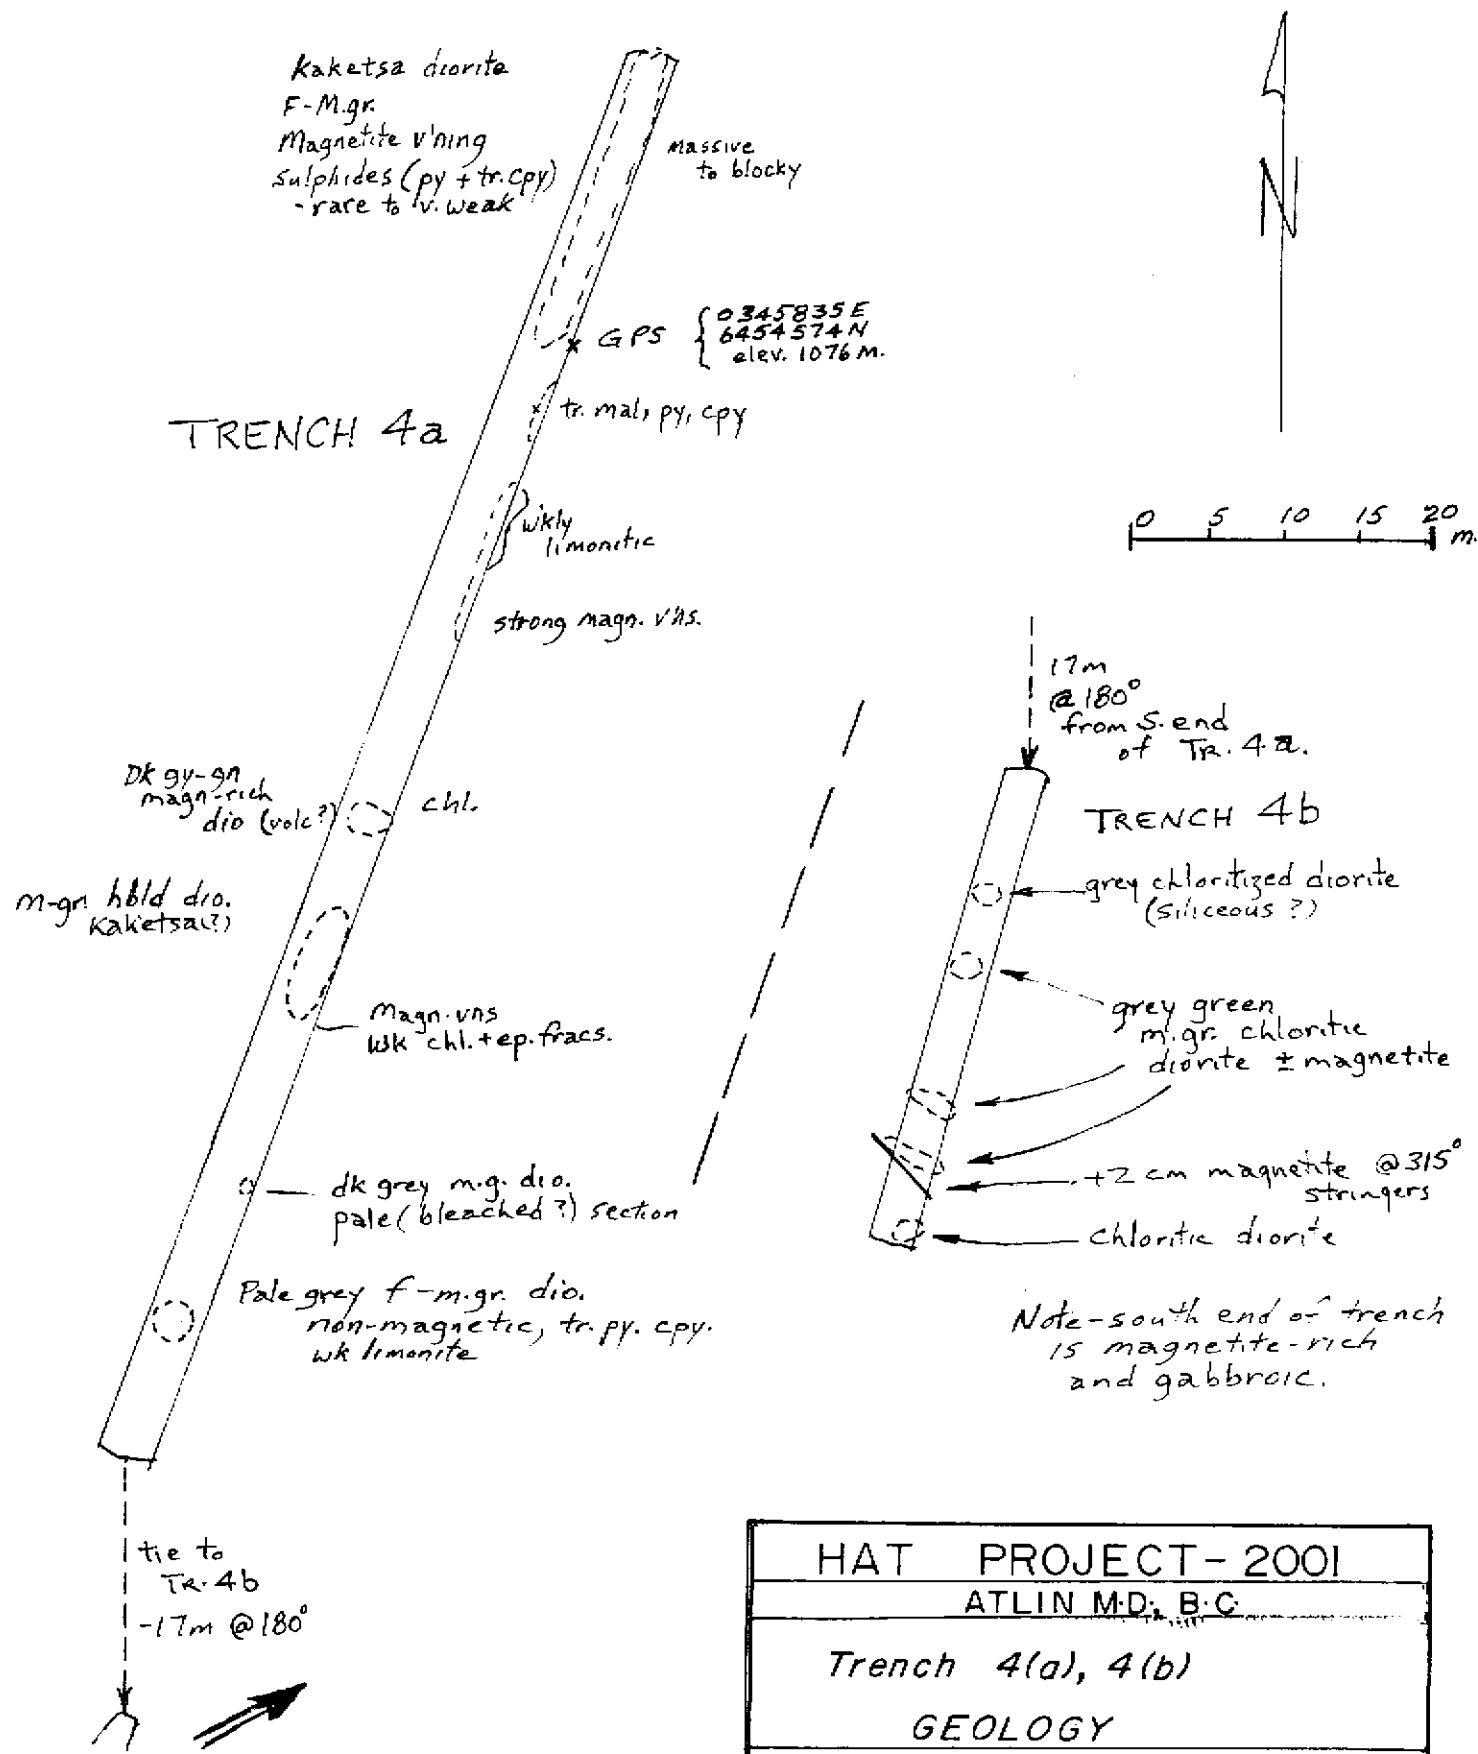 Kaketsa diorite
F-M.gr.
Magnetite v'ning
sulphides (py + tr. cpy)
- rare to v. weak
massive
to blocky
N
GPS
0345835 E
6454574 N
elev. 1076 M.
TRENCH 4a
tr. mal, py, cpy
0 5 10 15 20
m.
w'kly
limonitic
strong magn. v'ns.
17m
@ 180°
from S. end
of TR. 4a.
Dk gy-gn
magn-rich
dio (volc?)
chl.
TRENCH 4b
m-gn hbld dio.
Kaketsa(?)
grey chloritized diorite
(siliceous ?)
Magn. vns
wk chl. + ep. fracs.
grey green
m.gr. chloritic
diorite ± magnetite
dk grey m.g. dio.
pale (bleached ?) section
+2 cm magnetite @ 315°
stringers
chloritic diorite
Pale grey f-m.gr. dio.
non-magnetic, tr. py. cpy.
wk limonite
Note - south end of trench
is magnetite-rich
and gabbroic.
tie to
TR. 4b
-17m @ 180°
HAT PROJECT - 2001
ATLIN M.D., B.C.
Trench 4(a), 4(b)
GEOLOGY